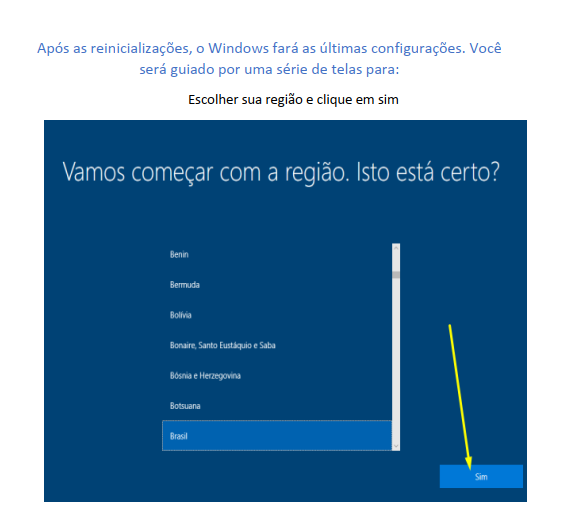 Após as reinicializações, o Windows fará as últimas configurações. Você
será guiado por uma série de telas para:
Escolher sua região e clique em sim
Vamos começar com a região. Isto está certo?
Benin
Bermuda
Bolívia
Bonaire, Santo Eustáquio e Saba
Bósnia e Herzegovina
Botsuana
Brasil
Sim